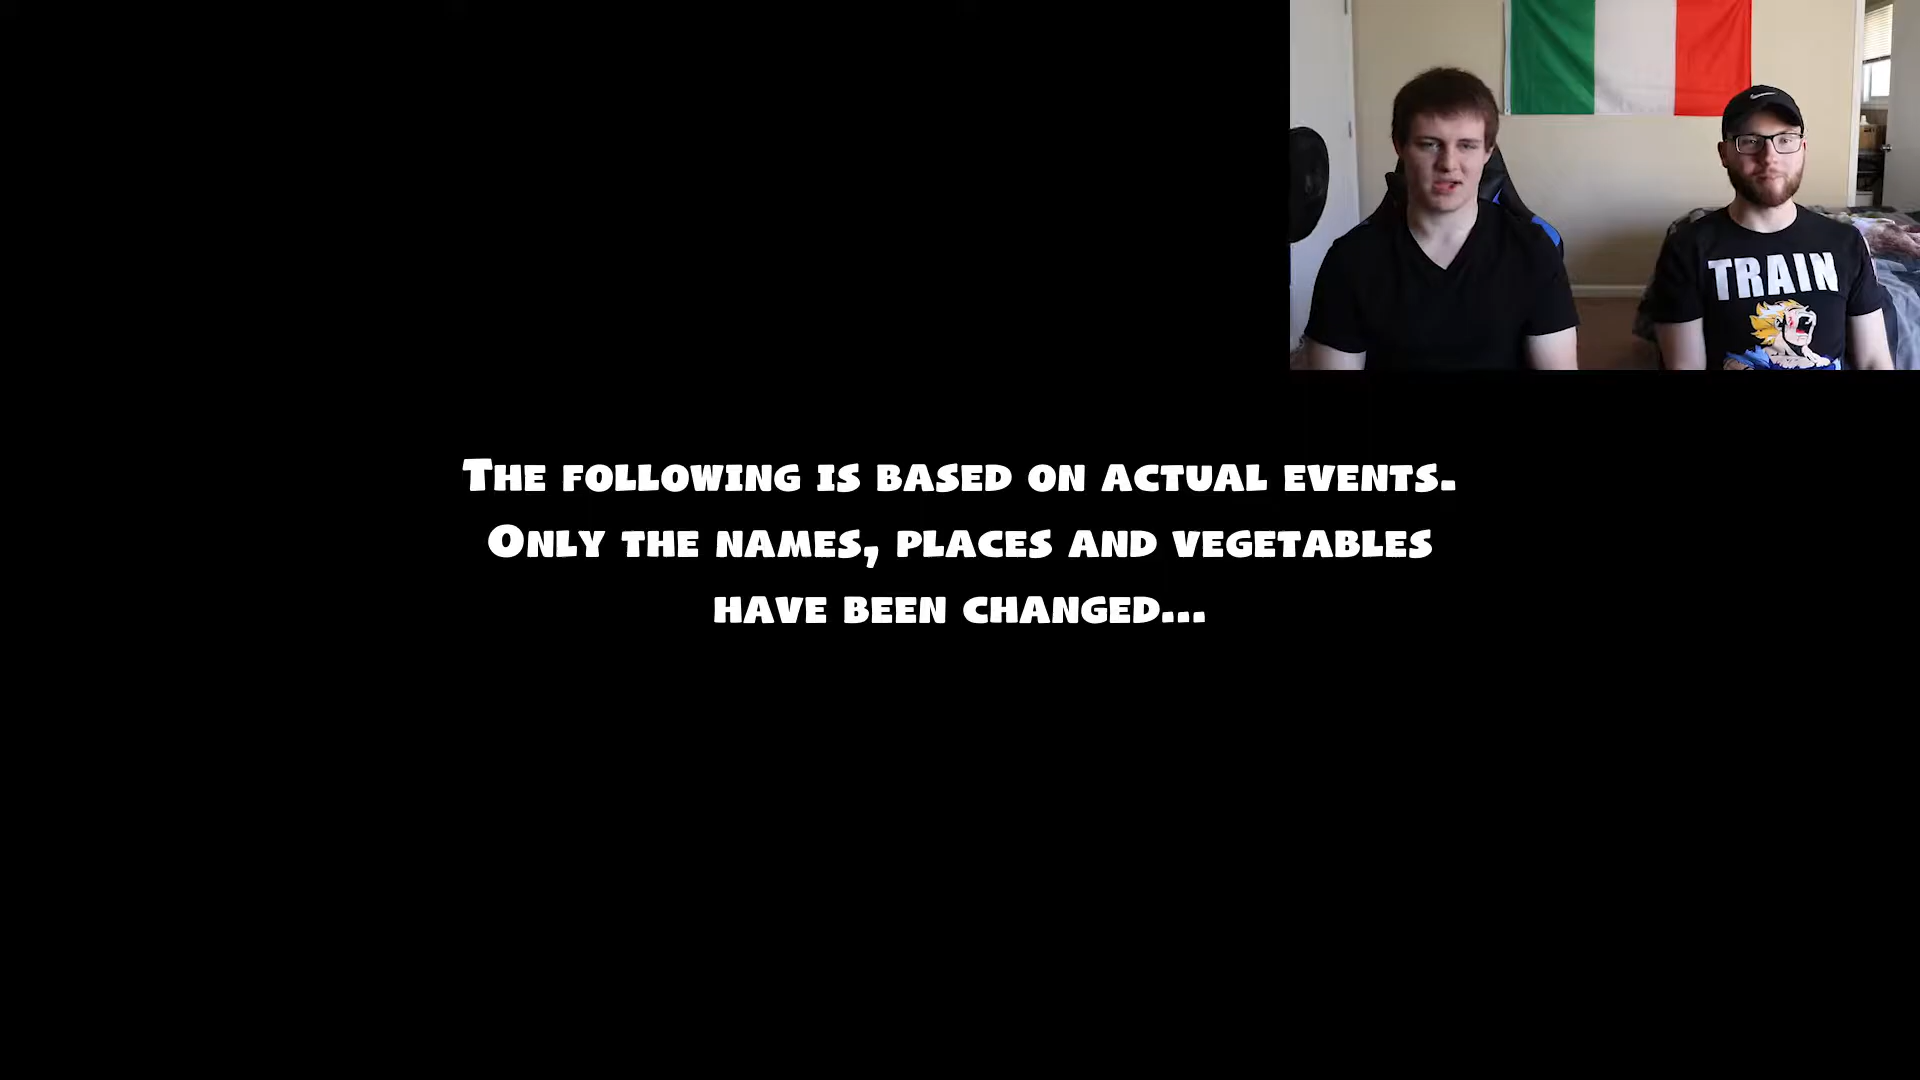 TRAIN
The following is based on actual events.
Only the names, places and vegetables
have been changed...